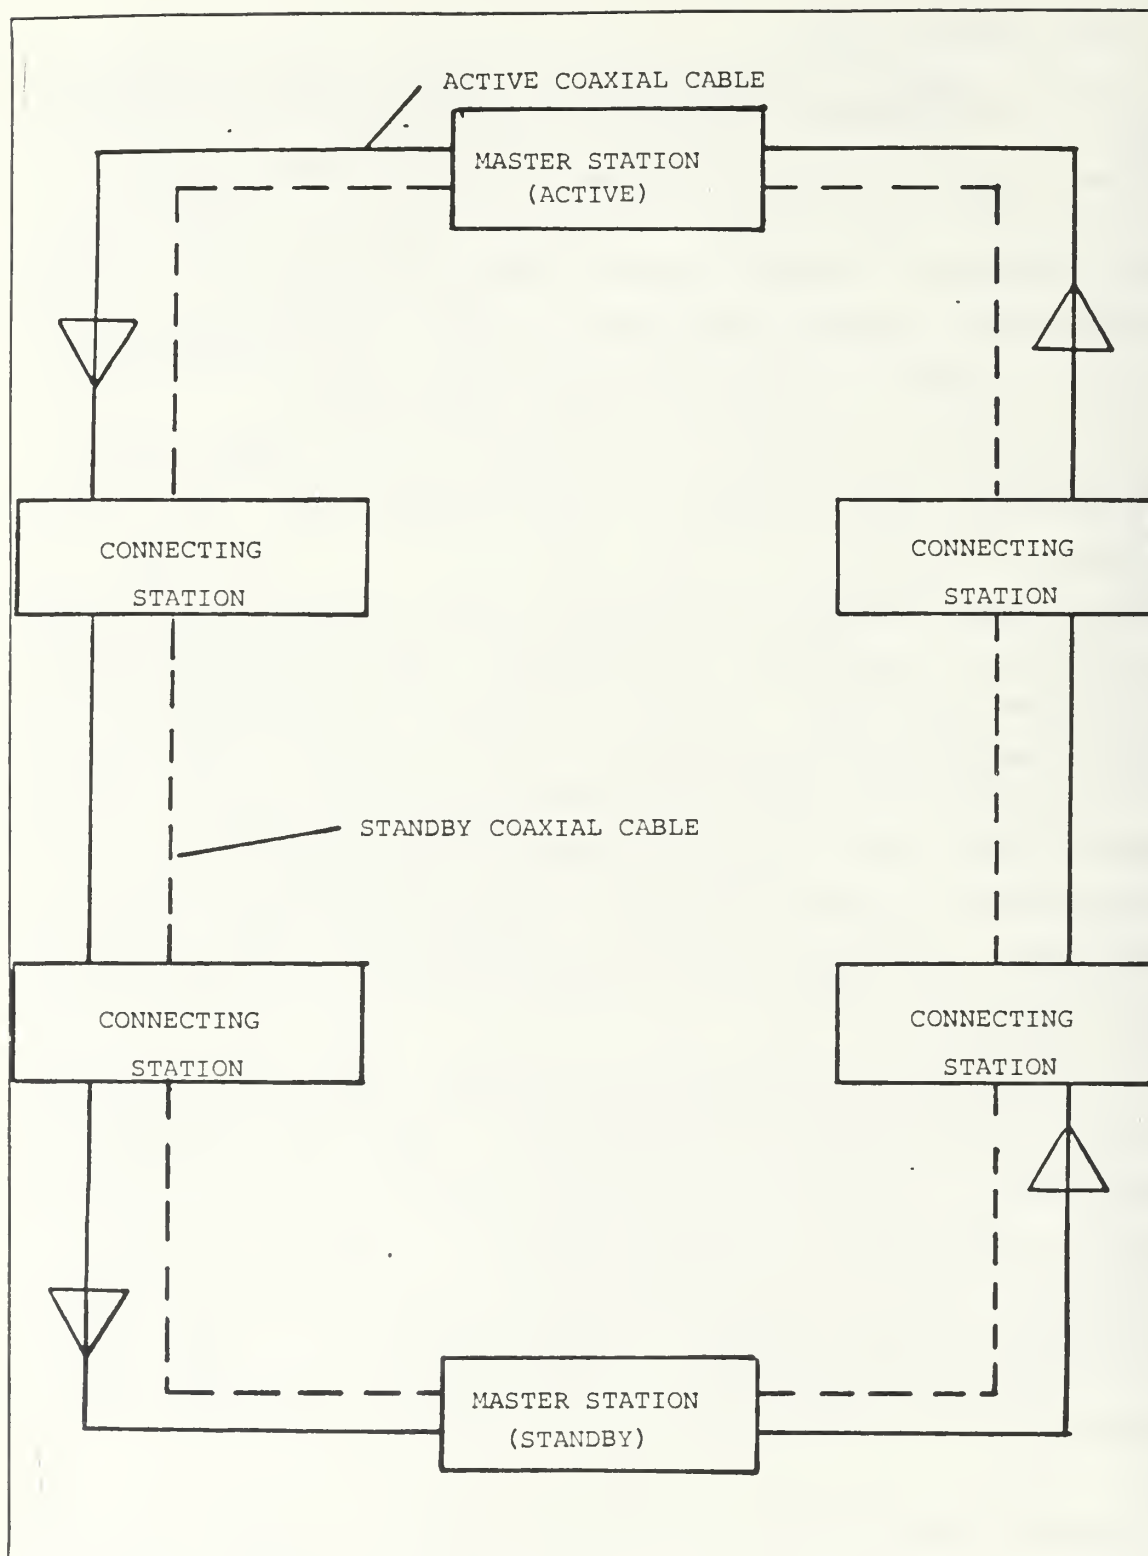 ACTIVE COAXIAL CABLE
MASTER STATION
(ACTIVE)
CONNECTING
STATION
CONNECTING
STATION
STANDBY COAXIAL CABLE
CONNECTING
STATION
CONNECTING
STATION
MASTER STATION
(STANDBY)